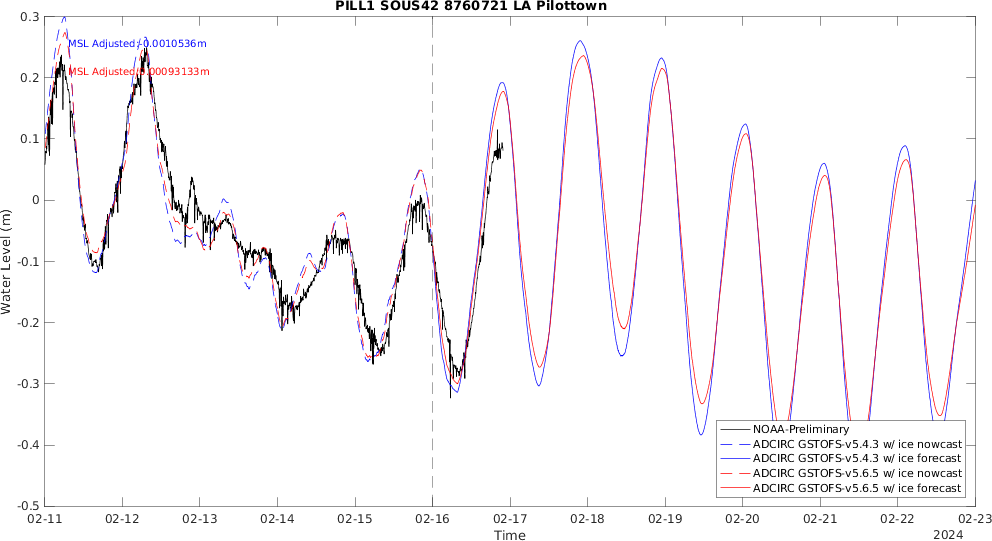 PILL1 SOUS42 8760721 LA Pilottown
MSL Adjusted:-0.0010536m
MSL Adjusted:0.00093133m
Water Level (m)
0.3
0.2
0.1
0
-0.1
-0.2
-0.3
-0.4
-0.5
NOAA-Preliminary
ADCIRC GSTOFS-v5.4.3 w/ ice nowcast
ADCIRC GSTOFS-v5.4.3 w/ ice forecast
ADCIRC GSTOFS-v5.6.5 w/ ice nowcast
ADCIRC GSTOFS-v5.6.5 w/ ice forecast
02-11 02-12 02-13 02-14 02-15 02-16 02-17 02-18 02-19 02-20 02-21 02-22 02-23
Time
2024